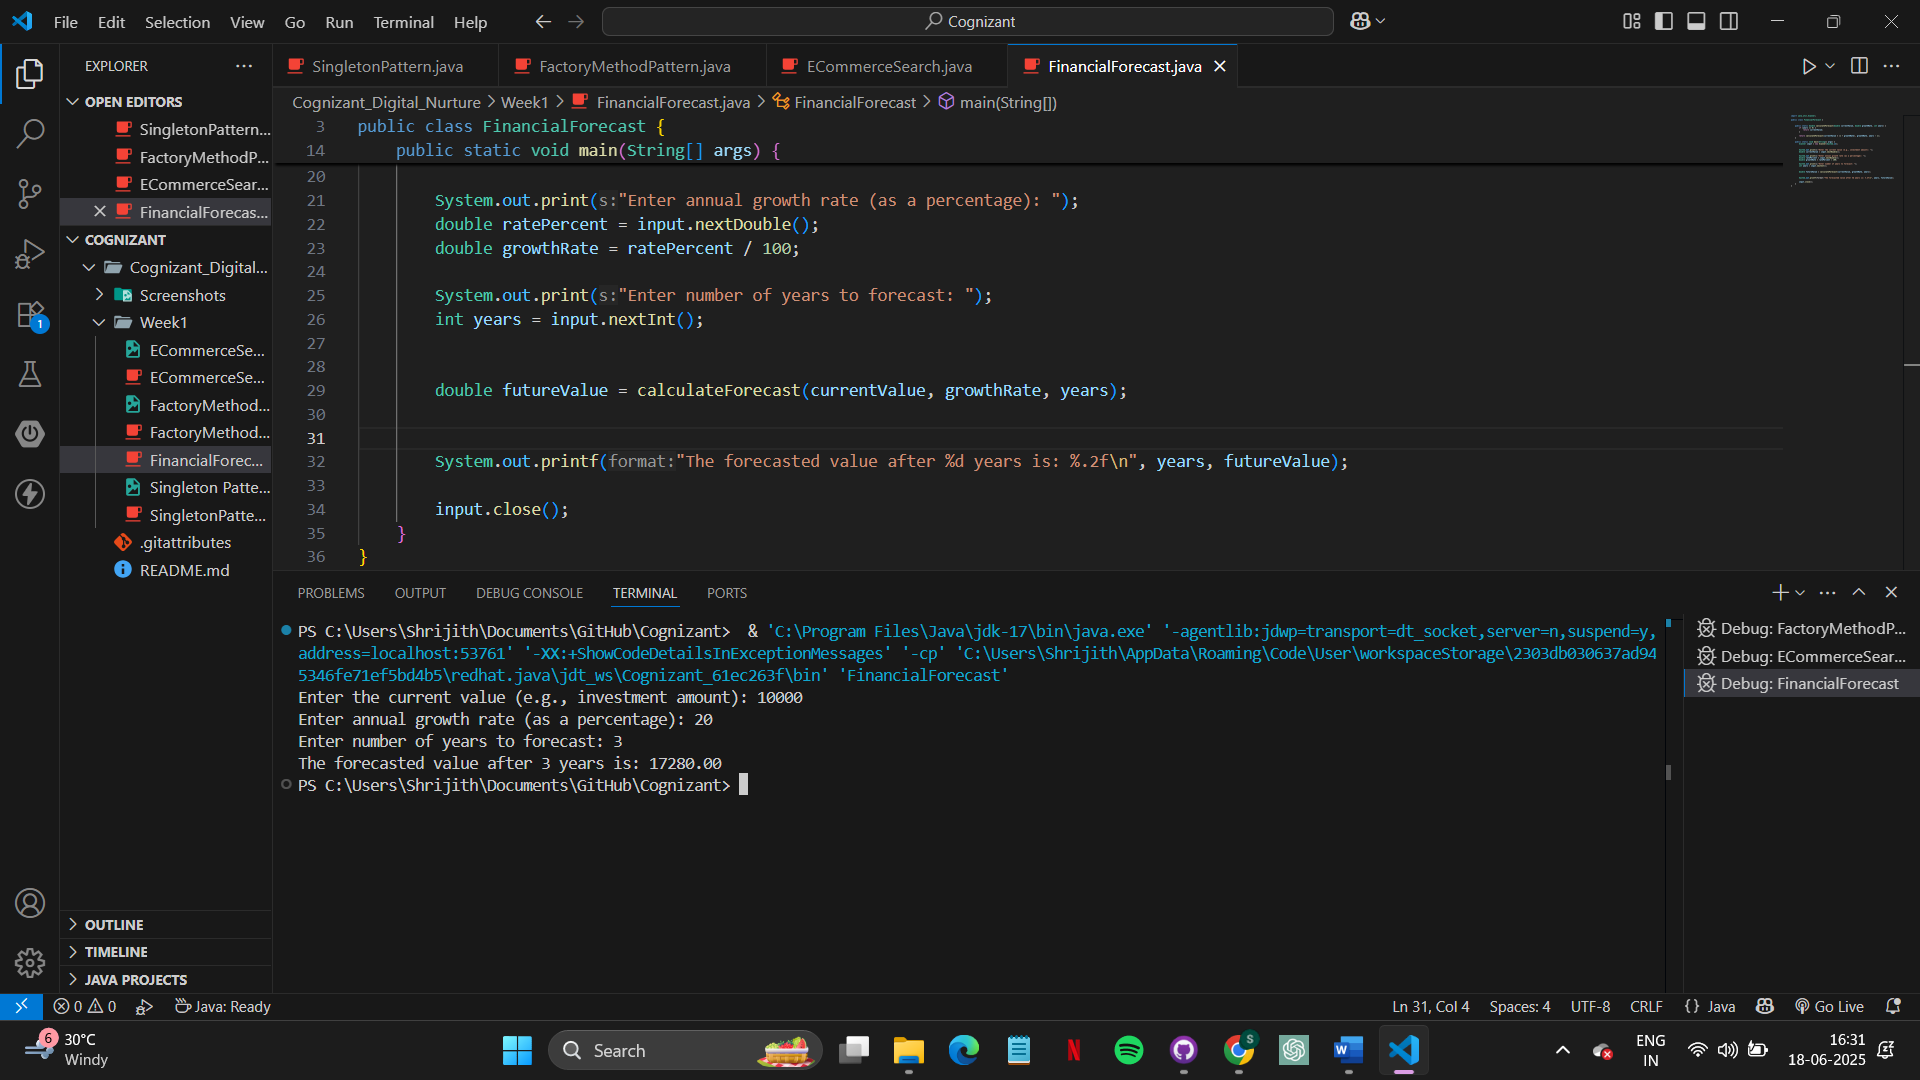 File Edit Selection View Go Run Terminal Help
Cognizant
EXPLORER
SingletonPattern.java
FactoryMethodPattern.java
ECommerceSearch.java
FinancialForecast.java
OPEN EDITORS
SingletonPattern...
FactoryMethodP...
ECommerceSear...
FinancialForecas...
COGNIZANT
Cognizant_Digital...
Screenshots
Week1
ECommerceSe...
ECommerceSe...
FactoryMethod...
FactoryMethod...
FinancialForec...
Singleton Patte...
SingletonPatte...
.gitattributes
README.md
OUTLINE
TIMELINE
JAVA PROJECTS
Cognizant_Digital_Nurture > Week1 > FinancialForecast.java > FinancialForecast > main(String[])
3 public class FinancialForecast {
14 public static void main(String[] args) {
20
21 System.out.print(s:"Enter annual growth rate (as a percentage): ");
22 double ratePercent = input.nextDouble();
23 double growthRate = ratePercent / 100;
24
25 System.out.print(s:"Enter number of years to forecast: ");
26 int years = input.nextInt();
27
28
29 double futureValue = calculateForecast(currentValue, growthRate, years);
30
31
32 System.out.printf(format:"The forecasted value after %d years is: %.2f\n", years, futureValue);
33
34 input.close();
35 }
36 }
PROBLEMS OUTPUT DEBUG CONSOLE TERMINAL PORTS
PS C:\Users\Shrijith\Documents\GitHub\Cognizant>  & 'C:\Program Files\Java\jdk-17\bin\java.exe' '-agentlib:jdwp=transport=dt_socket,server=n,suspend=y,
address=localhost:53761' '-XX:+ShowCodeDetailsInExceptionMessages' '-cp' 'C:\Users\Shrijith\AppData\Roaming\Code\User\workspaceStorage\2303db030637ad94
5346fe71ef5bd4b5\redhat.java\jdt_ws\Cognizant_61ec263f\bin' 'FinancialForecast'
Enter the current value (e.g., investment amount): 10000
Enter annual growth rate (as a percentage): 20
Enter number of years to forecast: 3
The forecasted value after 3 years is: 17280.00
PS C:\Users\Shrijith\Documents\GitHub\Cognizant>
Debug: FactoryMethodP...
Debug: ECommerceSear...
Debug: FinancialForecast
1
0 0 Java: Ready
Ln 31, Col 4 Spaces: 4 UTF-8 CRLF {} Java Go Live
6
30°C
Windy
Search
S
ENG
IN
16:31
18-06-2025